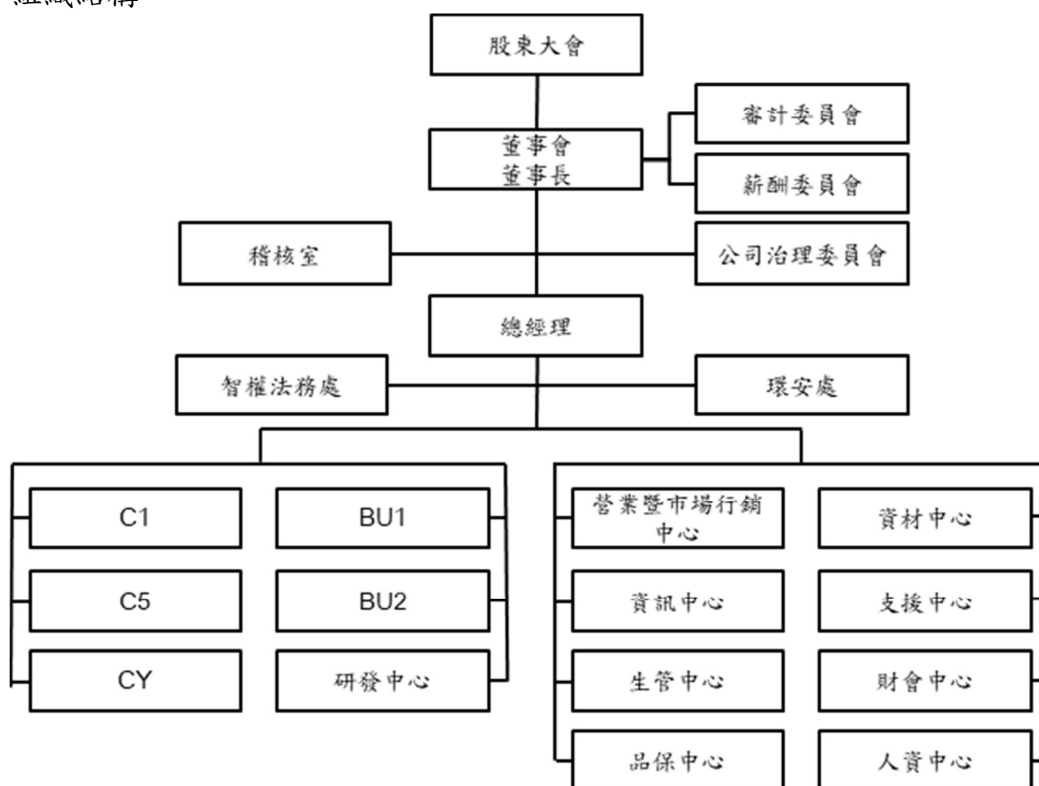 組織結構
股東大會
審計委員會
董事會
董事長
薪酬委員會
稽核室
公司治理委員會
總經理
智權法務處
環安處
C1
BU1
C5
BU2
CY
研發中心
營業暨市場行銷
中心
資材中心
資訊中心
支援中心
生管中心
財會中心
品保中心
人資中心